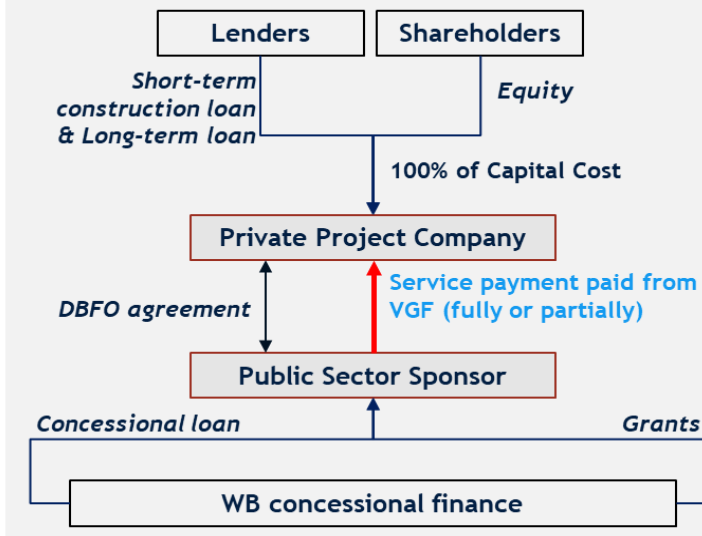 Lenders
Shareholders
Short-term
construction loan
& Long-term loan
Equity
100% of Capital Cost
Private Project Company
DBFO agreement
Service payment paid from
VGF (fully or partially)
Public Sector Sponsor
Concessional loan
Grants
WB concessional finance